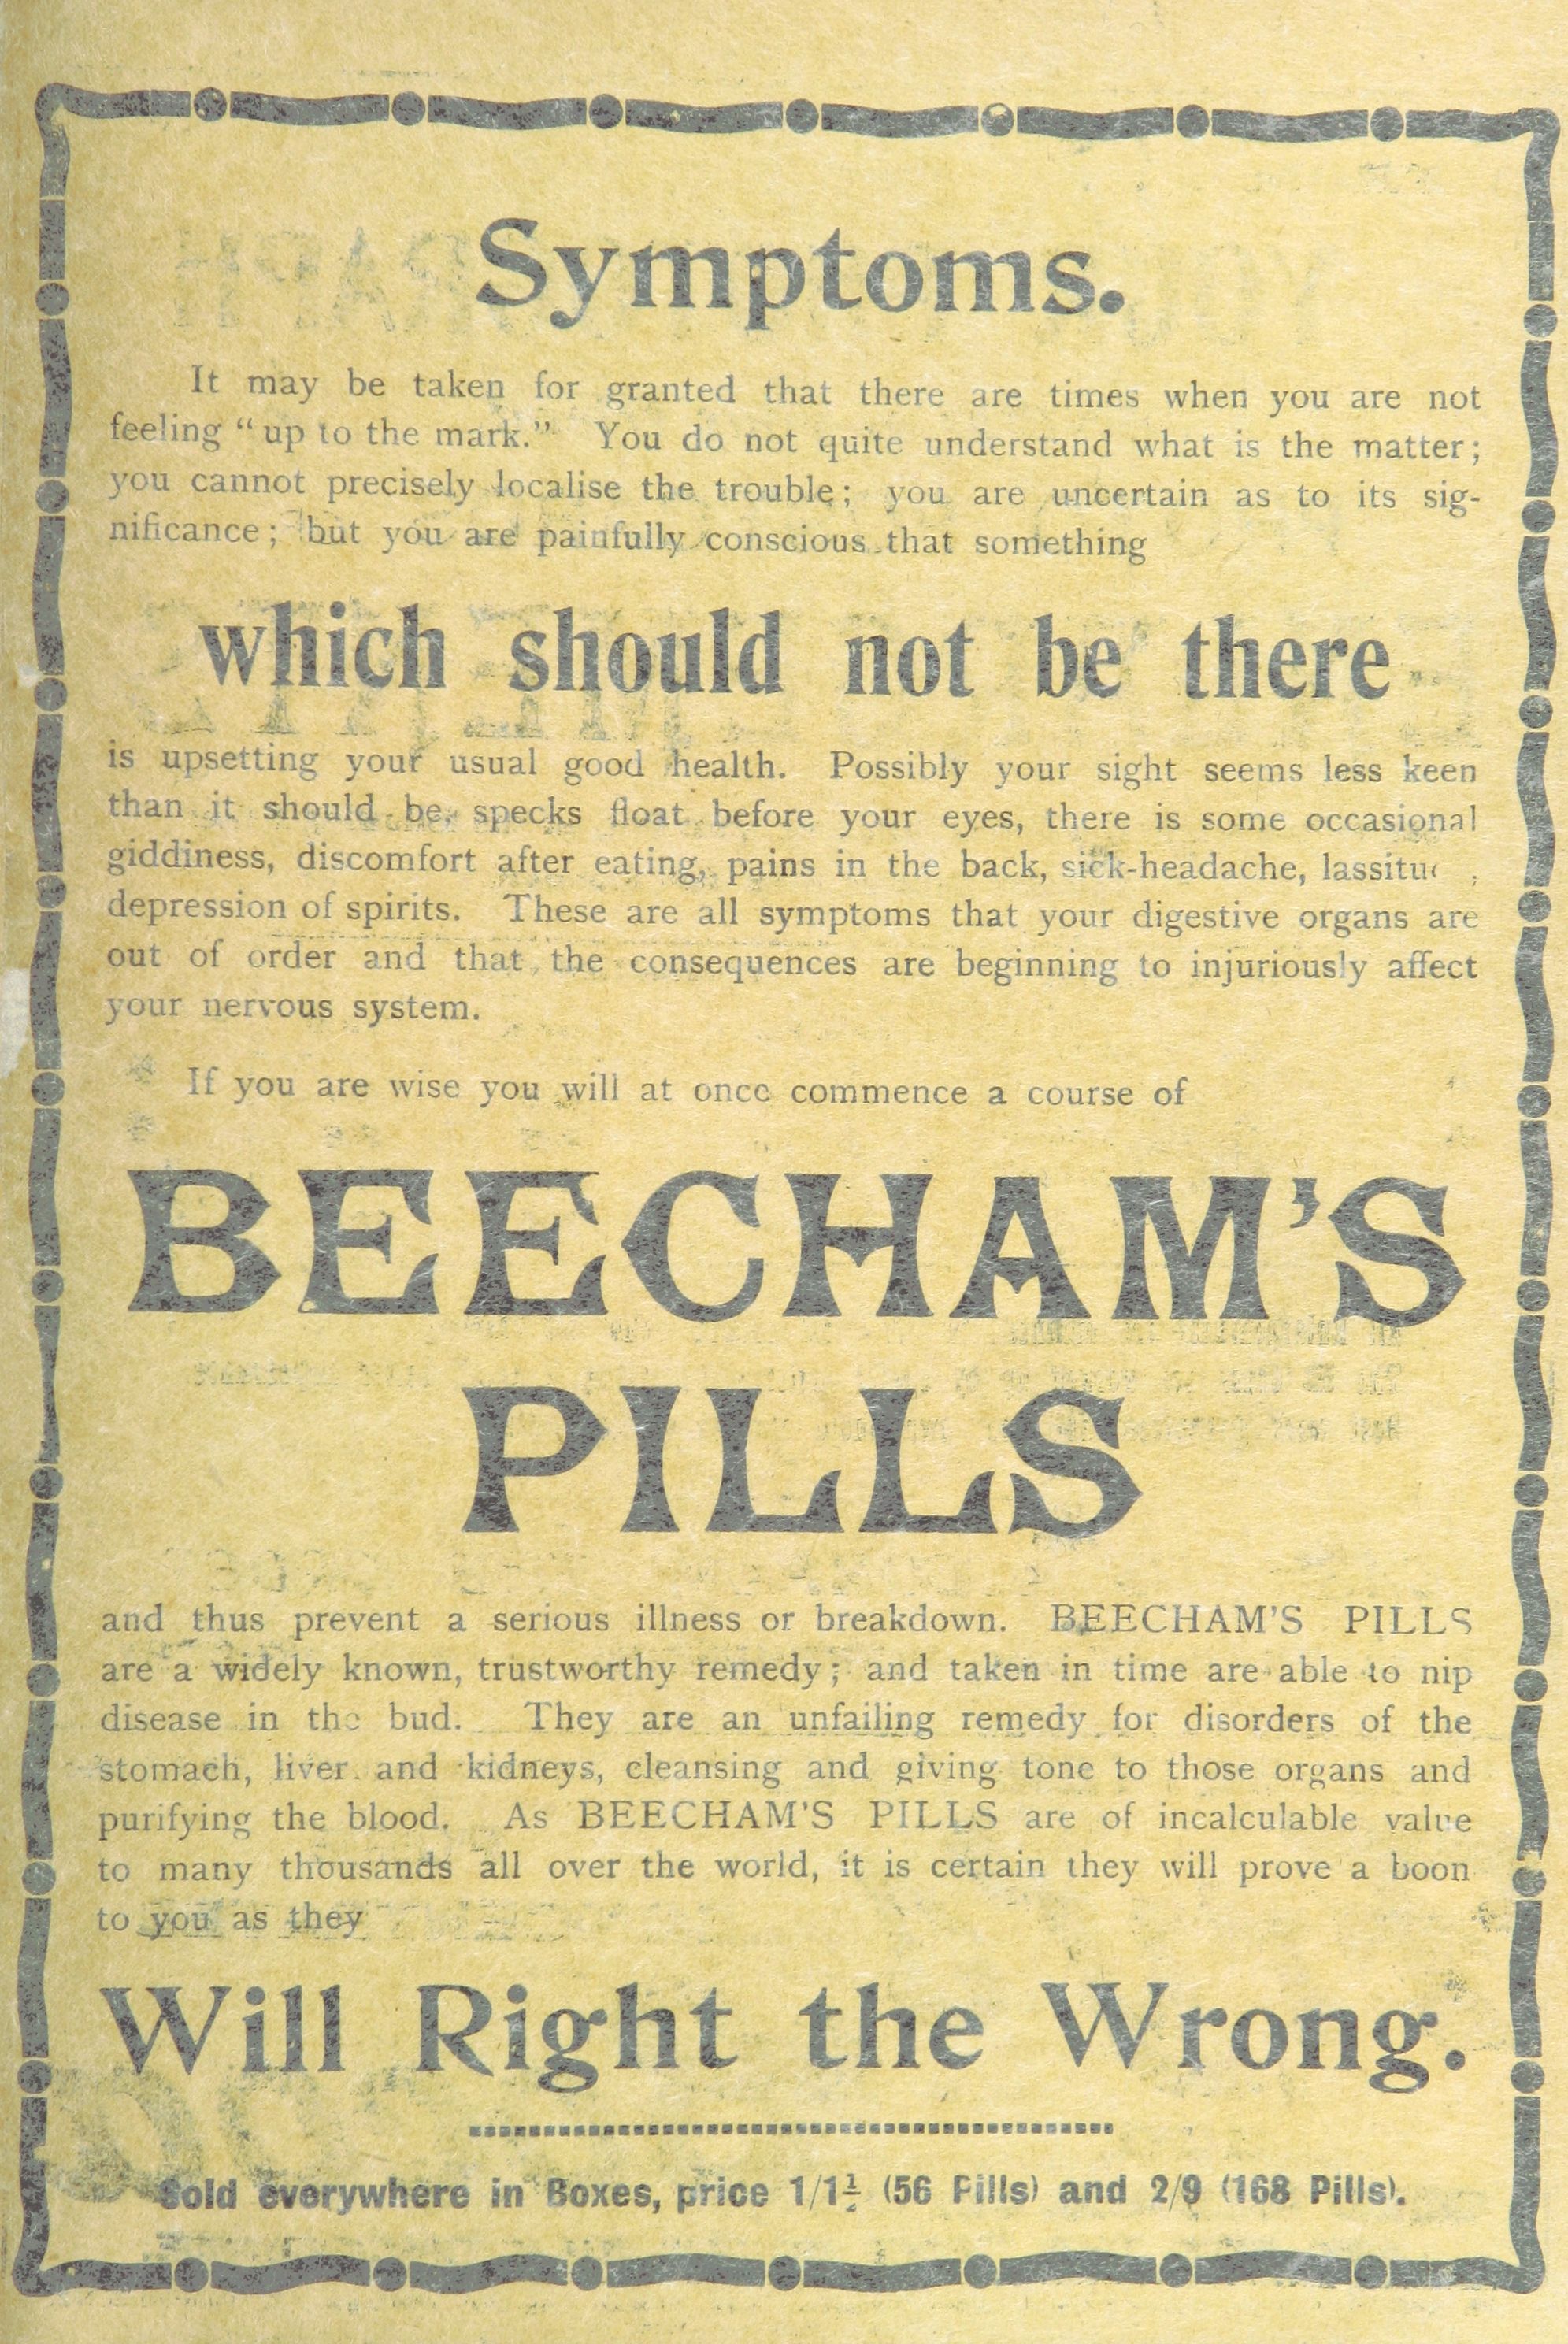 Symptoms.
It may be taken for granted that there are times when you are not
feeling “up to the mark.” You do not quite understand what is the matter;
you cannot precisely localise the trouble; you are uncertain as to its sig-
nificance; but you are painfully conscious that something
which should not be there
is upsetting your usual good health. Possibly your sight seems less keen
than it should be, specks float before your eyes, there is some occasional
giddiness, discomfort after eating, pains in the back, sick-headache,
depression of spirits. These are all symptoms that your digestive organs are
out of order and that the consequences are beginning to injuriously affect
your nervous system.
If you are wise you will at once commence a course of
BEECHAM'S
PILLS
and thus prevent a serious illness or breakdown. BEECHAM'S PILLS
are a widely known, trustworthy remedy; and taken in time are able to nip
disease in the bud. They are an unfailing remedy for disorders of the
stomach, liver and kidneys, cleansing and giving tone to those organs and
purifying the blood. As BEECHAM'S PILLS are of incalculable value
to many thousands all over the world, it is certain they will prove a boon
to you as they
Will Right the Wrong.
Sold everywhere in Boxes, price 1/1½ (56 Pills) and 2/9 (168 Pills).